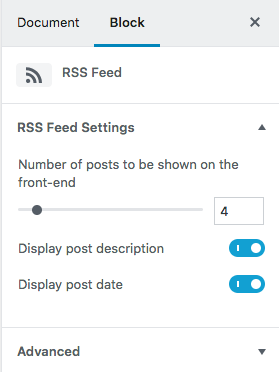 Document Block
RSS Feed
RSS Feed Settings
Number of posts to be shown on the
front-end
4
Display post description
Display post date
Advanced